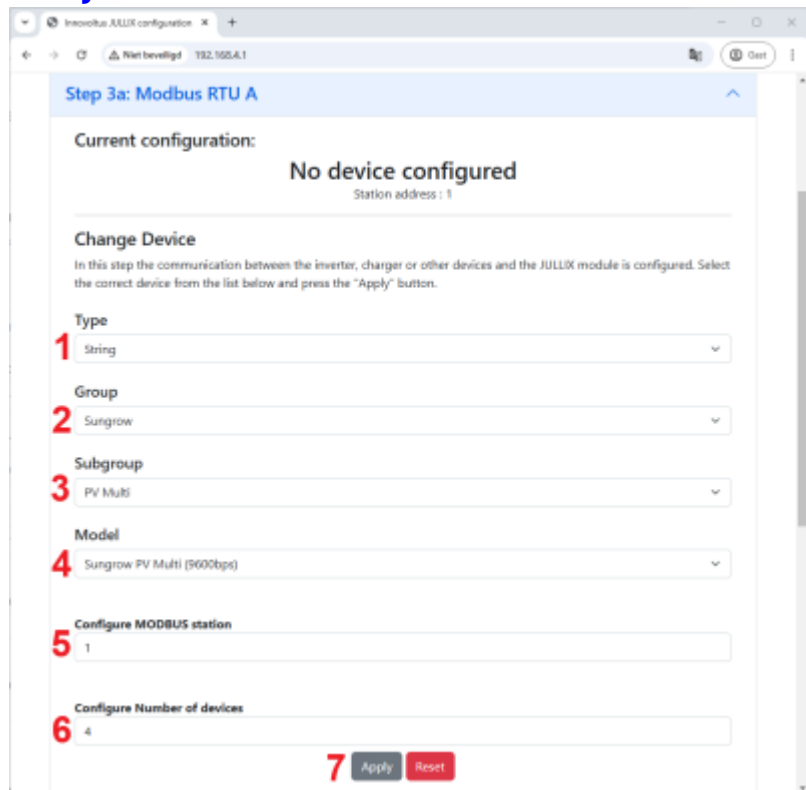 Innovoltus JULLIX configuration
Niet beveiligd 192.168.4.1
Gast
Step 3a: Modbus RTU A
Current configuration:
No device configured
Station address : 1
Change Device
In this step the communication between the inverter, charger or other devices and the JULLIX module is configured. Select
the correct device from the list below and press the "Apply" button.
Type
1 String
Group
2 Sungrow
Subgroup
3 PV Multi
Model
4 Sungrow PV Multi (9600bps)
Configure MODBUS station
5 1
Configure Number of devices
6 4
7 Apply Reset